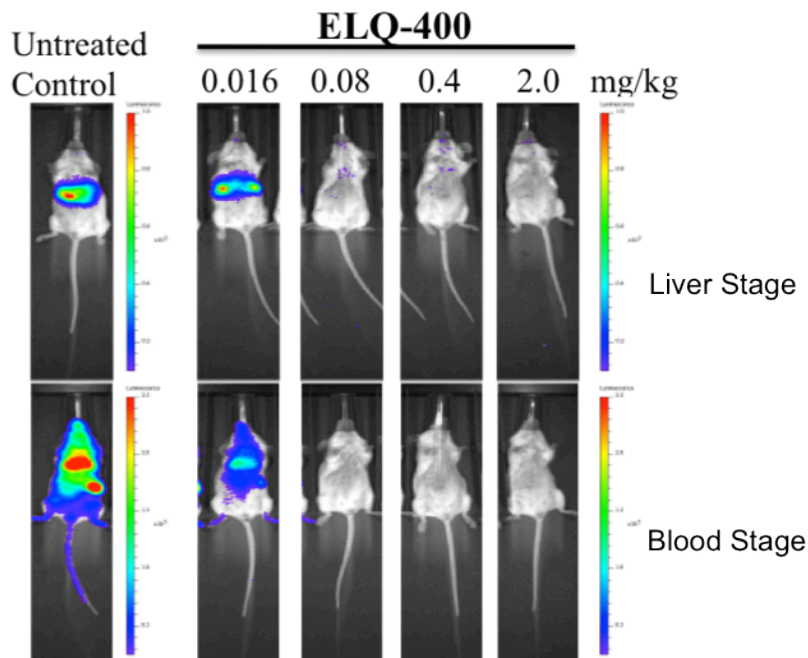 Untreated
Control
ELQ-400
0.016 0.08 0.4 2.0 mg/kg
Liver Stage
Blood Stage